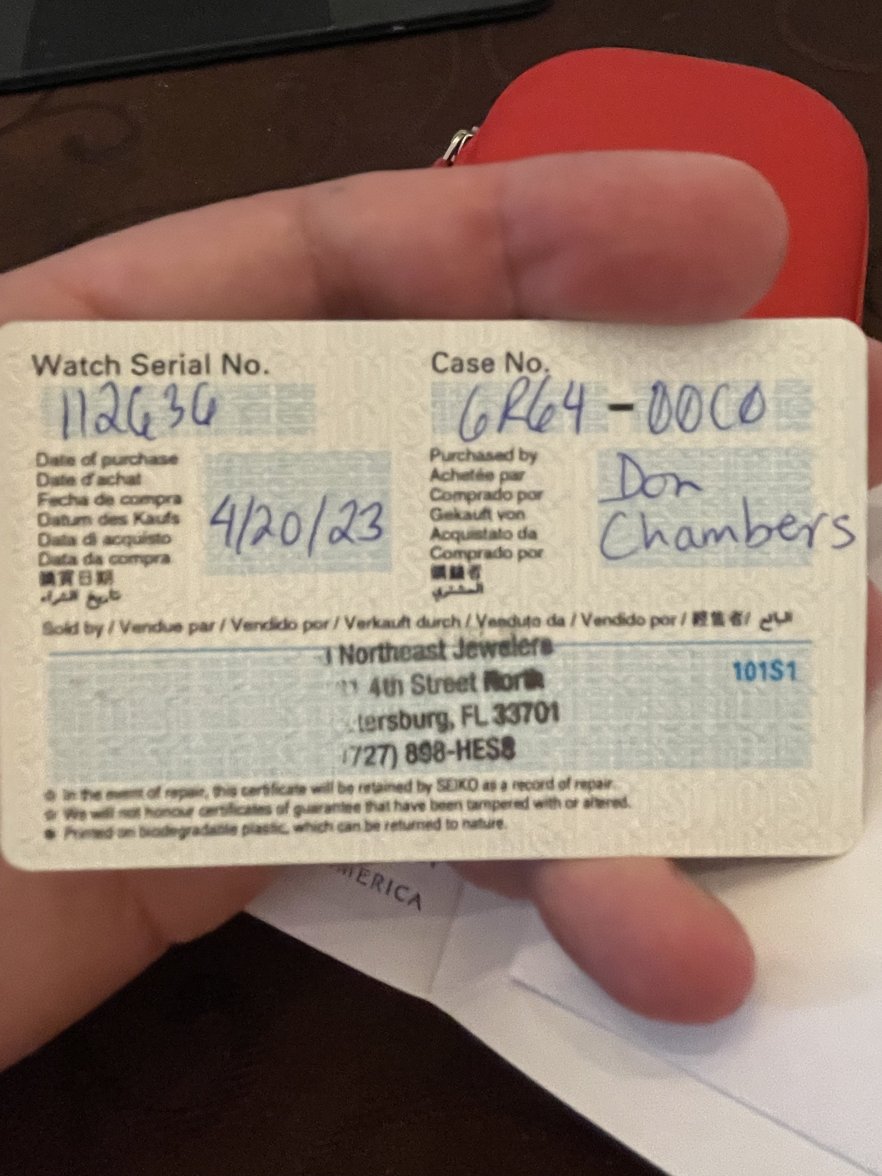 Watch Serial No.
112636
Case No.
6R64 - 00C0
Date of purchase
Date d'achat
Fecha de compra
Datum des Kaufs
Data di acquisto
Data da compra
購買日期
تاريخ الشراء
4/20/23
Purchased by
Achetée par
Comprado por
Gekauft von
Acquistato da
Comprado por
購買者
المشتري
Don
Chambers
Sold by / Vendue par / Vendido por / Verkauft durch / Venduto da / Vendido por / 經售者 / البائع
Northeast Jewelers
4th Street North
tersburg, FL 33701
727) 898-HES8
101S1
☆ In the event of repair, this certificate will be retained by SEIKO as a record of repair.
☆ We will not honour certificates of guarantee that have been tampered with or altered.
● Printed on biodegradable plastic, which can be returned to nature.
MERICA